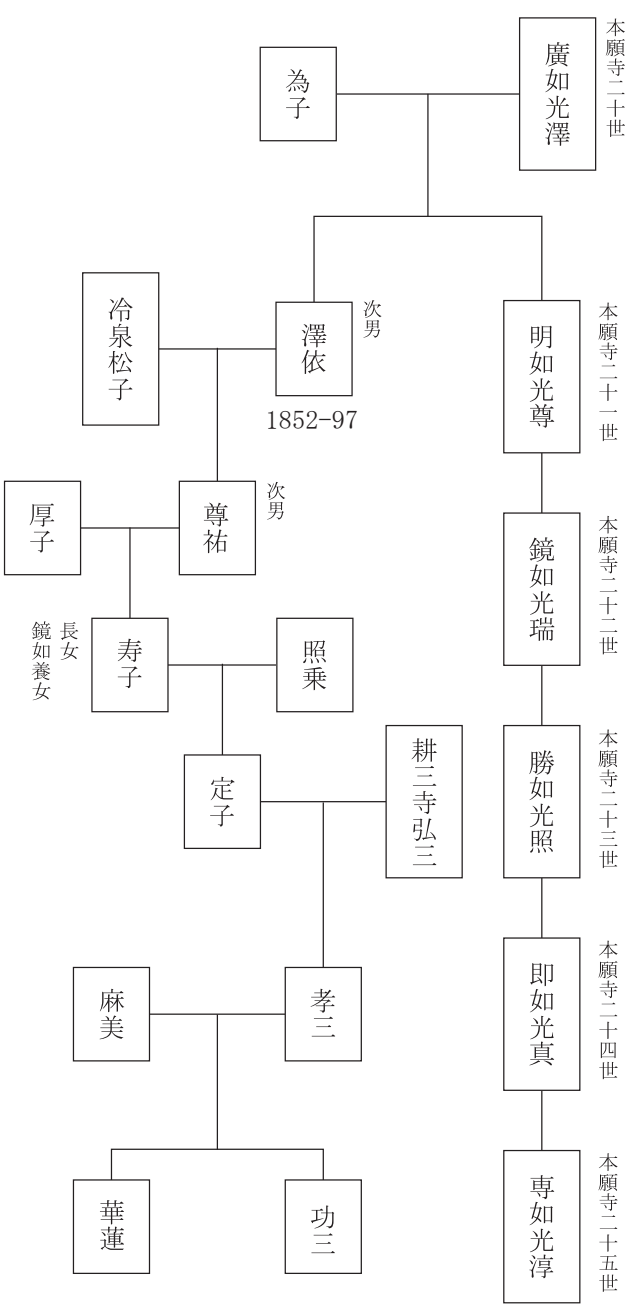 本願寺二十世
廣如光澤
為子
本願寺二十一世
明如光尊
次男
澤依
1852-97
冷泉松子
本願寺二十二世
鏡如光瑞
次男
尊祐
厚子
照乗
寿子
長女
鏡如養女
本願寺二十三世
勝如光照
耕三寺弘三
定子
本願寺二十四世
即如光真
孝三
麻美
本願寺二十五世
専如光淳
功三
華蓮